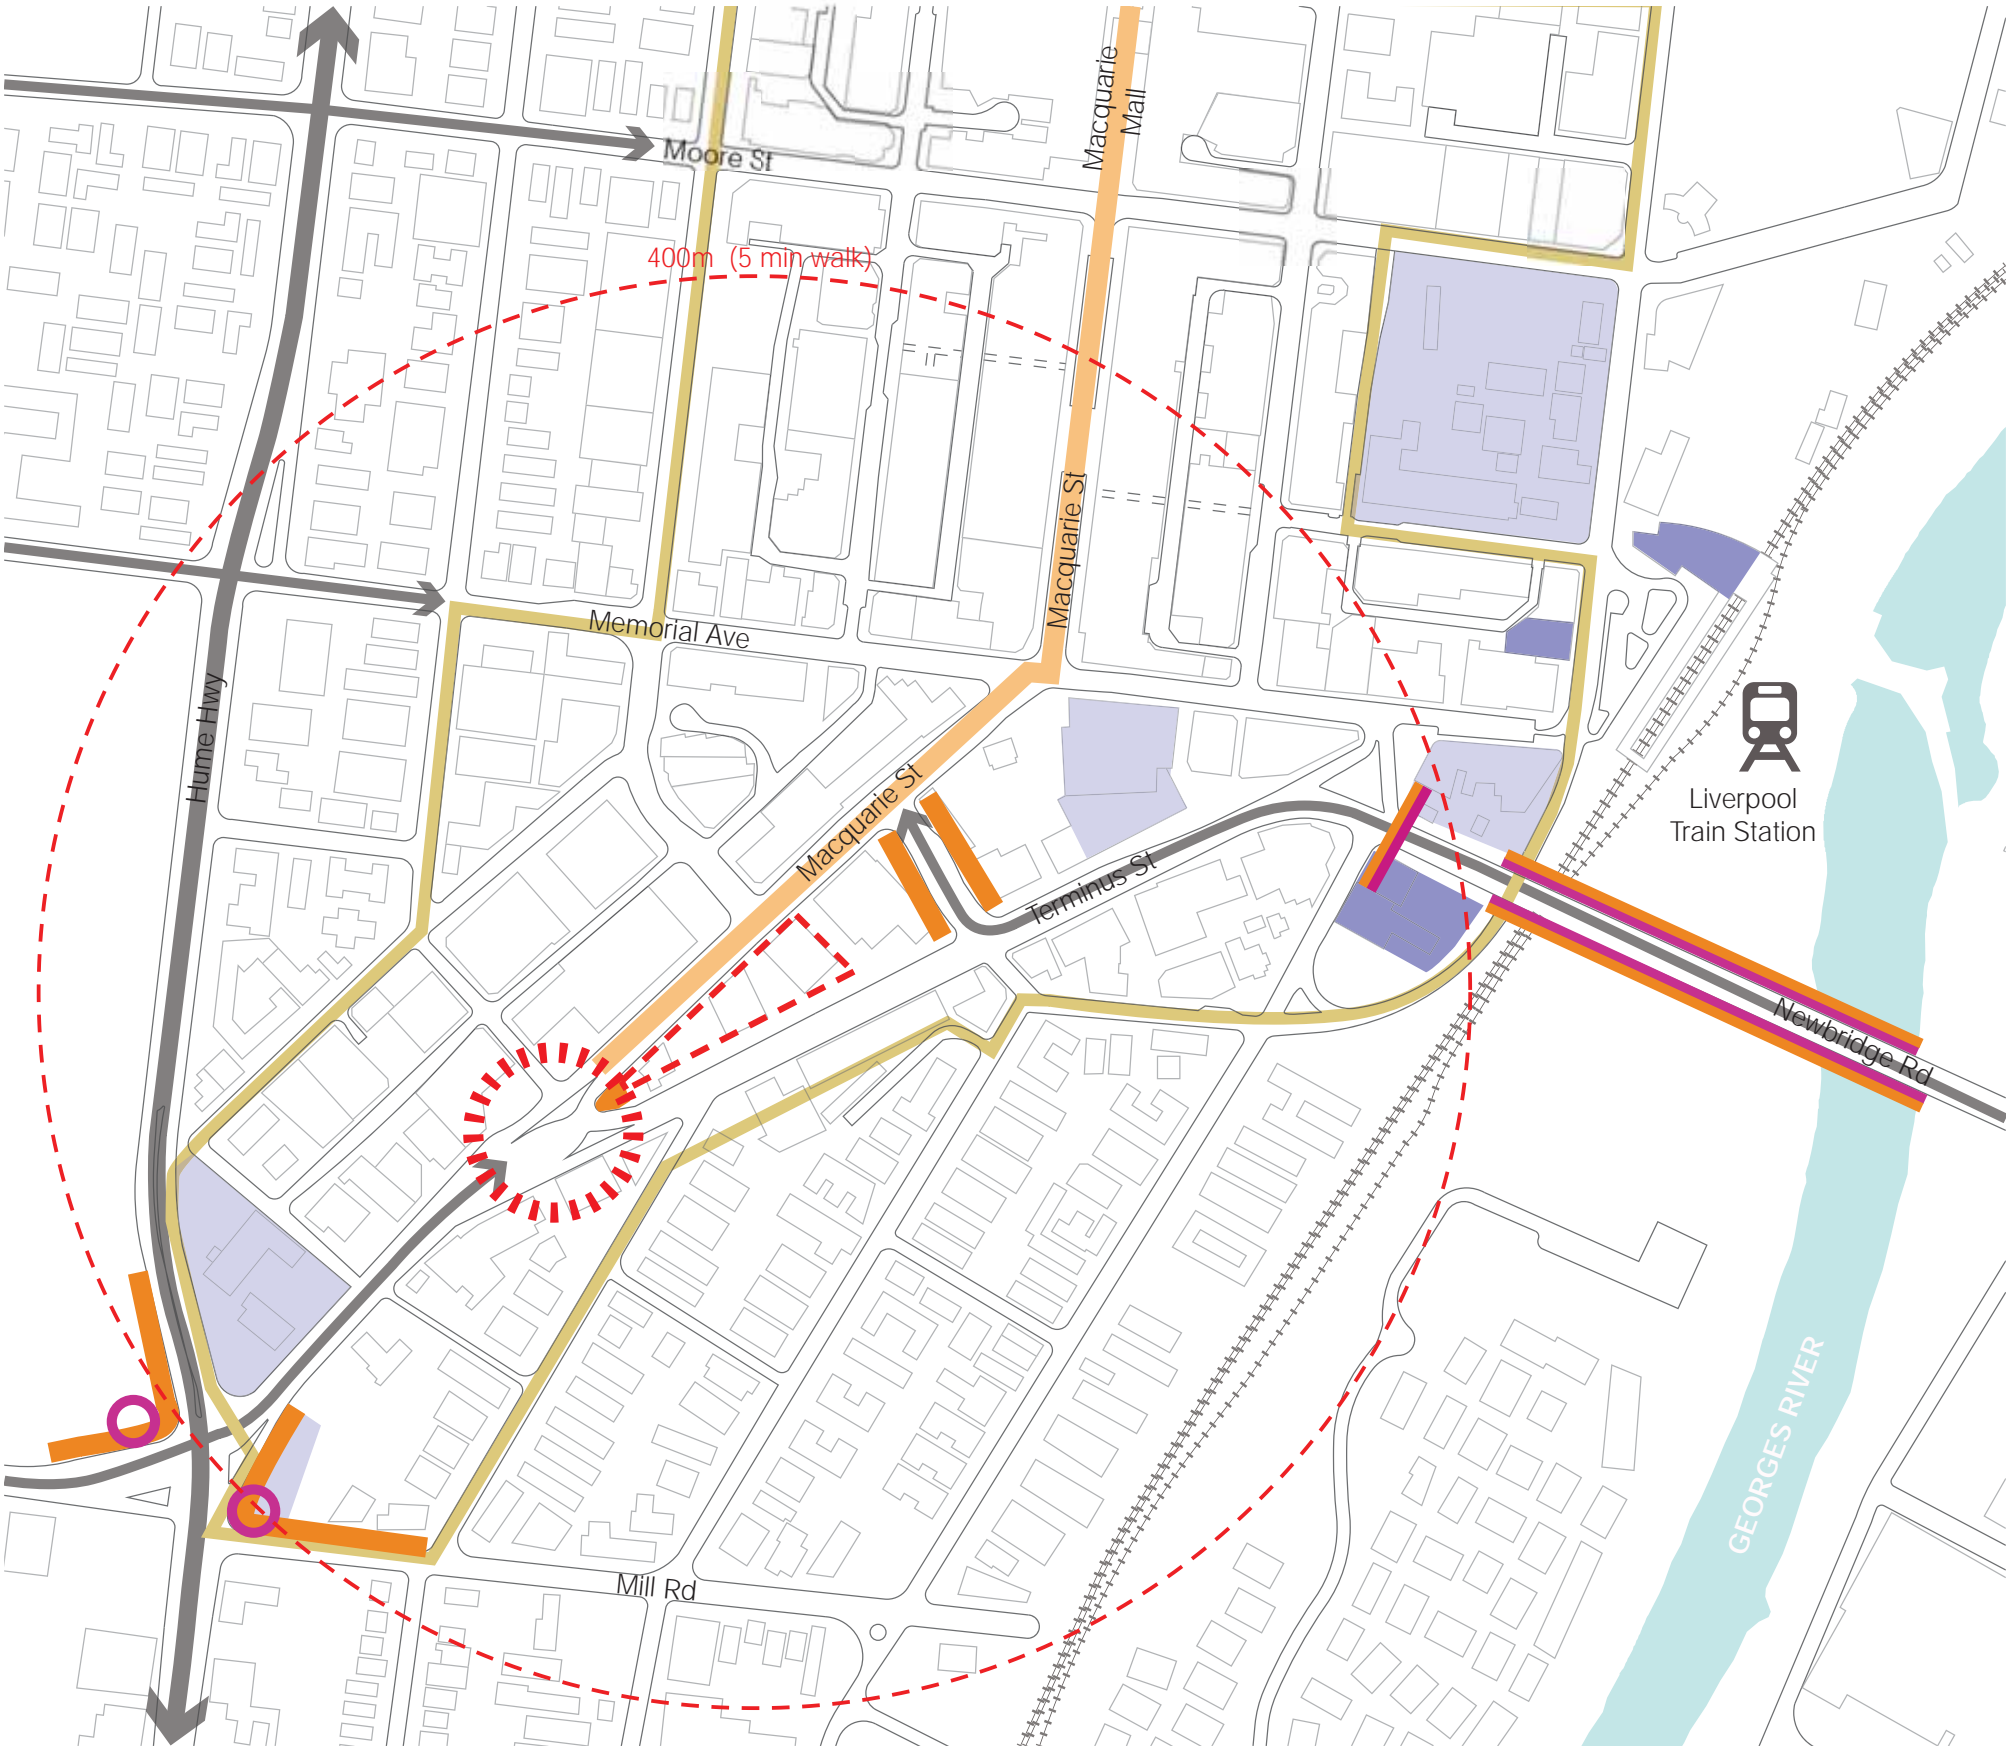 Macquarie
Mall
Moore St
400m (5 min walk)
Macquarie St
Memorial Ave
Hume Hwy
Liverpool
Train Station
Macquarie St
Terminus St
Newbridge Rd
GEORGES RIVER
Mill Rd